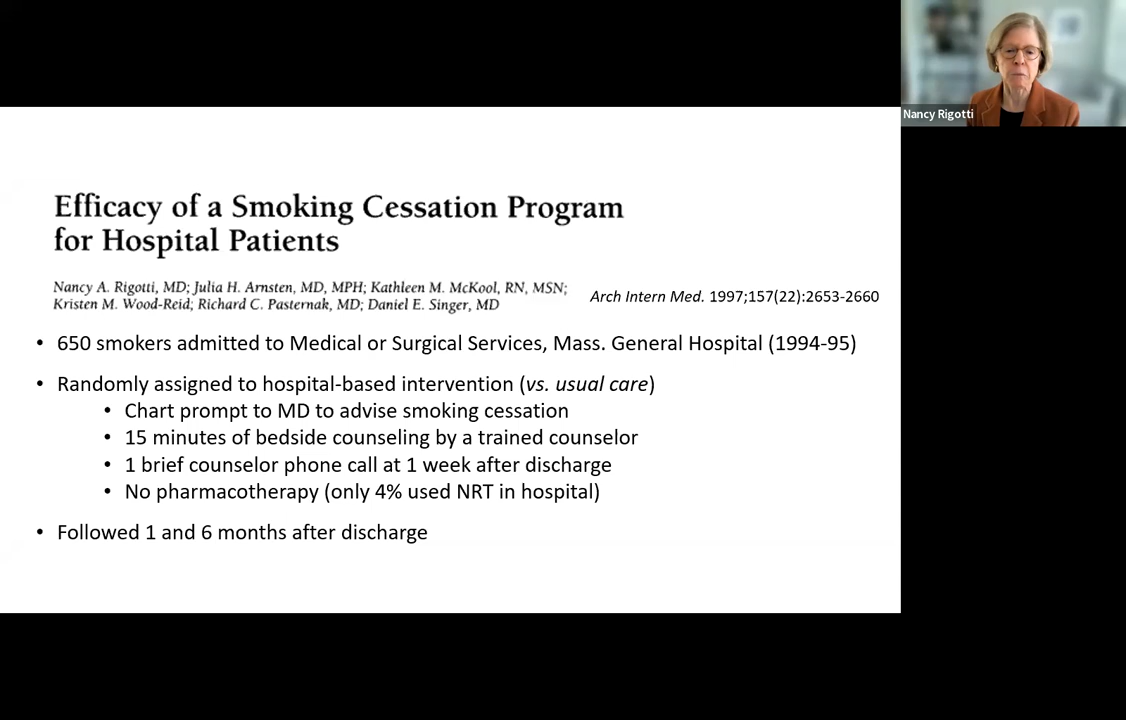 Nancy Rigotti
Efficacy of a Smoking Cessation Program
for Hospital Patients
Nancy A. Rigotti, MD; Julia H. Arnsten, MD, MPH; Kathleen M. McKool, RN, MSN;
Kristen M. Wood-Reid; Richard C. Pasternak, MD; Daniel E. Singer, MD
Arch Intern Med. 1997;157(22):2653-2660
• 650 smokers admitted to Medical or Surgical Services, Mass. General Hospital (1994-95)
• Randomly assigned to hospital-based intervention (vs. usual care)
• Chart prompt to MD to advise smoking cessation
• 15 minutes of bedside counseling by a trained counselor
• 1 brief counselor phone call at 1 week after discharge
• No pharmacotherapy (only 4% used NRT in hospital)
• Followed 1 and 6 months after discharge